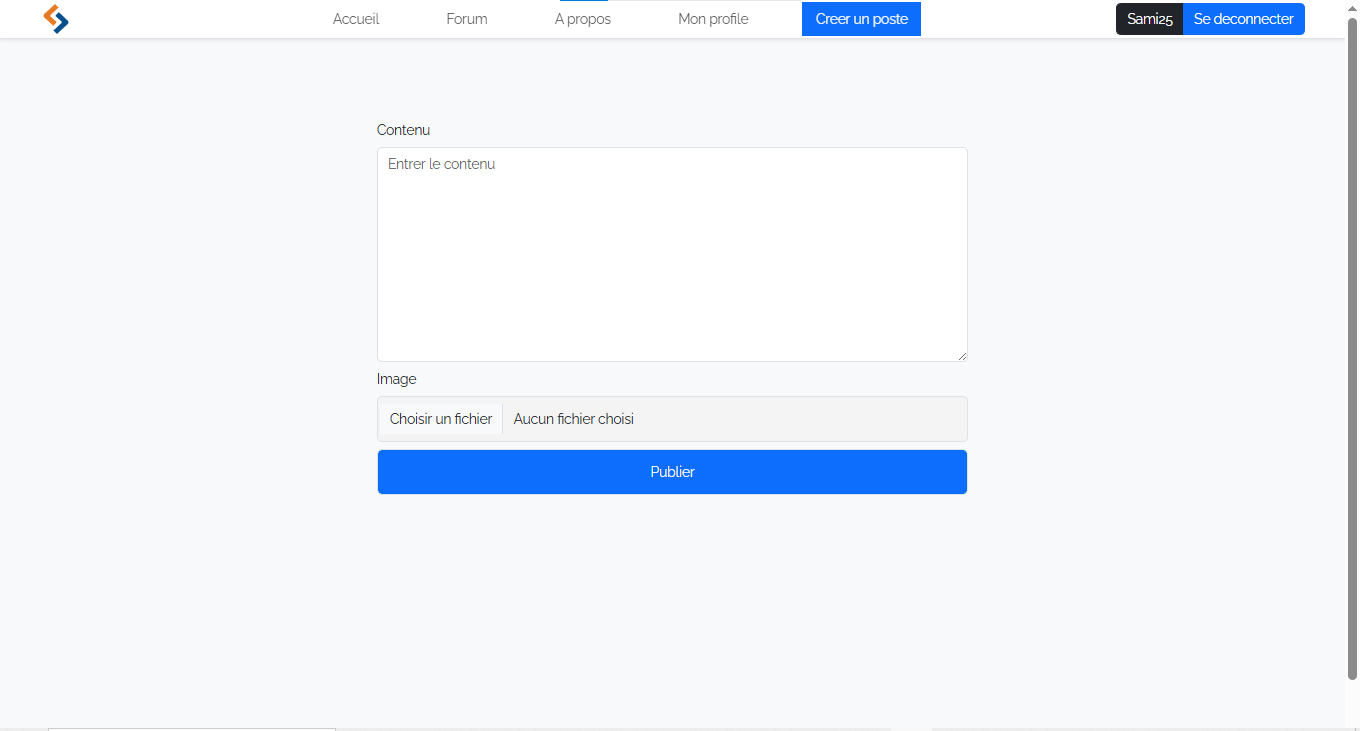 Accueil Forum A propos Mon profile Creer un poste Sami25 Se deconnecter
Contenu
Entrer le contenu
Image
Choisir un fichier Aucun fichier choisi
Publier